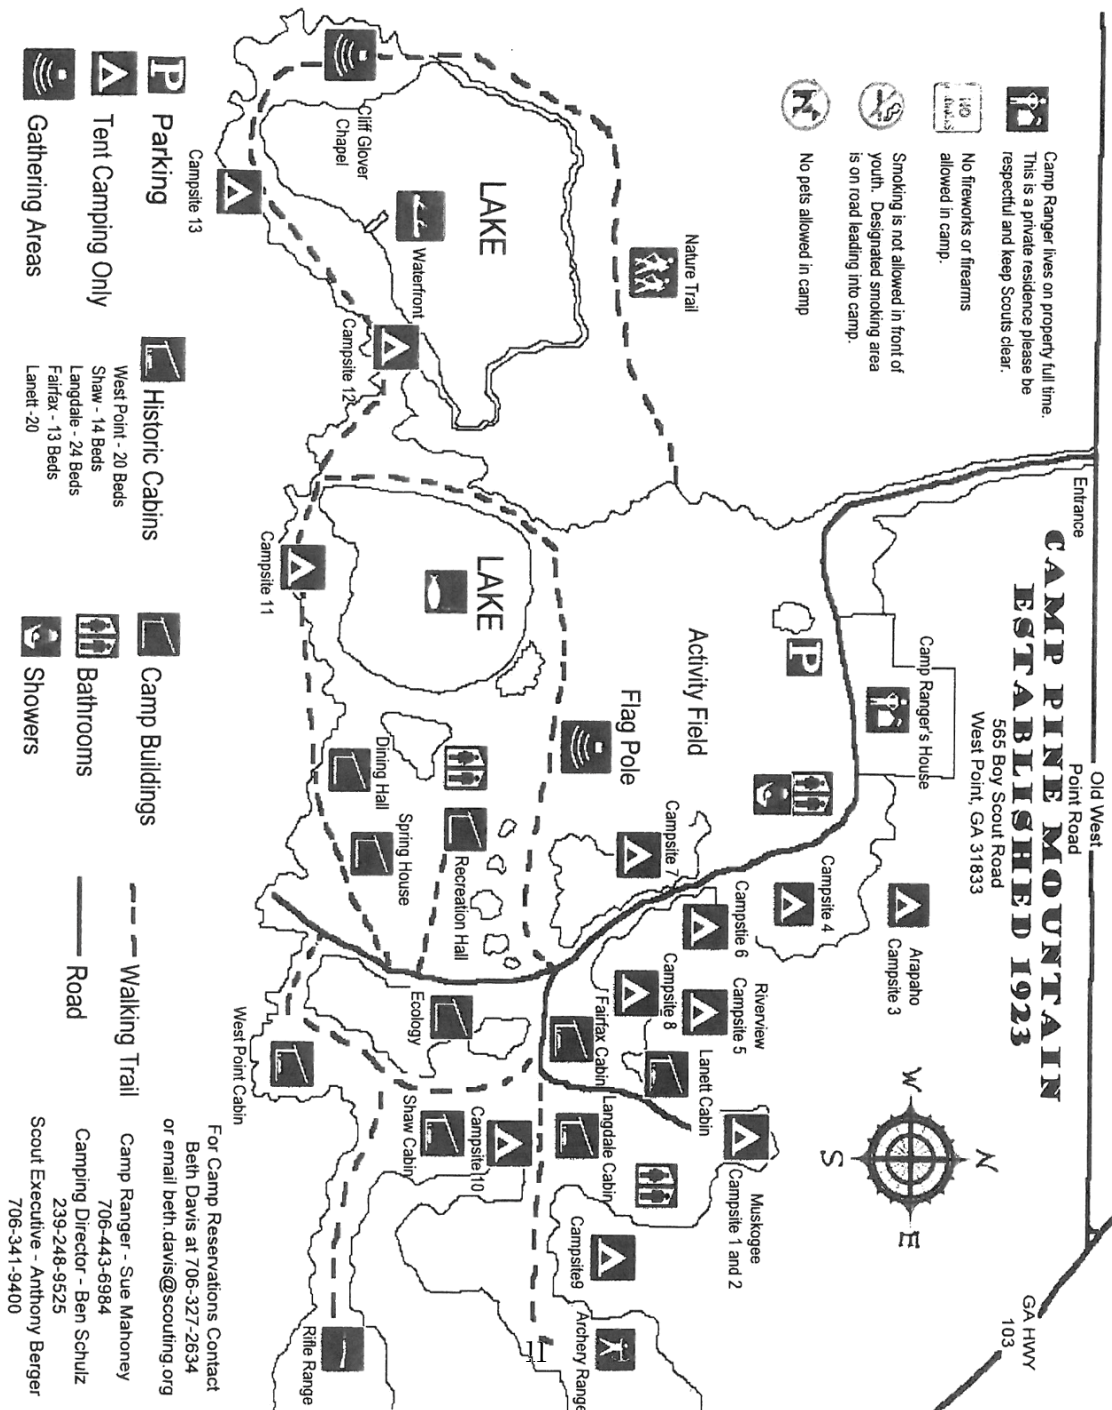 CAMP PINE MOUNTAIN
ESTABLISHED 1923
565 Boy Scout Road
West Point, GA 31833
Old West
Point Road
Entrance
GA HWY
103
Camp Ranger lives on property full time.
This is a private residence please be
respectful and keep Scouts clear.
No fireworks or firearms
allowed in camp.
Smoking is not allowed in front of
youth. Designated smoking area
is on road leading into camp.
No pets allowed in camp
N
W
E
S
Camp Ranger's House
P
Arapaho
Campsite 3
Campsite 4
Campstie 6
Riverview
Campsite 5
Muskogee
Campsite 1 and 2
Nature Trail
Activity Field
Flag Pole
Campsite 7
Campsite 8
Lanett Cabin
Fairfax Cabin
Langdale Cabin
Campsite9
Archery Range
11
LAKE
Waterfront
Cliff Glover
Chapel
Campsite 13
Campsite 12
LAKE
Campsite 11
Dining Hall
Spring House
Recreation Hall
Ecology
Campsite 10
Shaw Cabin
West Point Cabin
Rifle Range
P Parking
Tent Camping Only
Gathering Areas
Historic Cabins
West Point - 20 Beds
Shaw - 14 Beds
Langdale - 24 Beds
Fairfax - 13 Beds
Lanett -20
Camp Buildings
Bathrooms
Showers
Walking Trail
Road
For Camp Reservations Contact
Beth Davis at 706-327-2634
or email beth.davis@scouting.org
Camp Ranger - Sue Mahoney
706-443-6984
Camping Director - Ben Schulz
239-248-9525
Scout Executive - Anthony Berger
706-341-9400